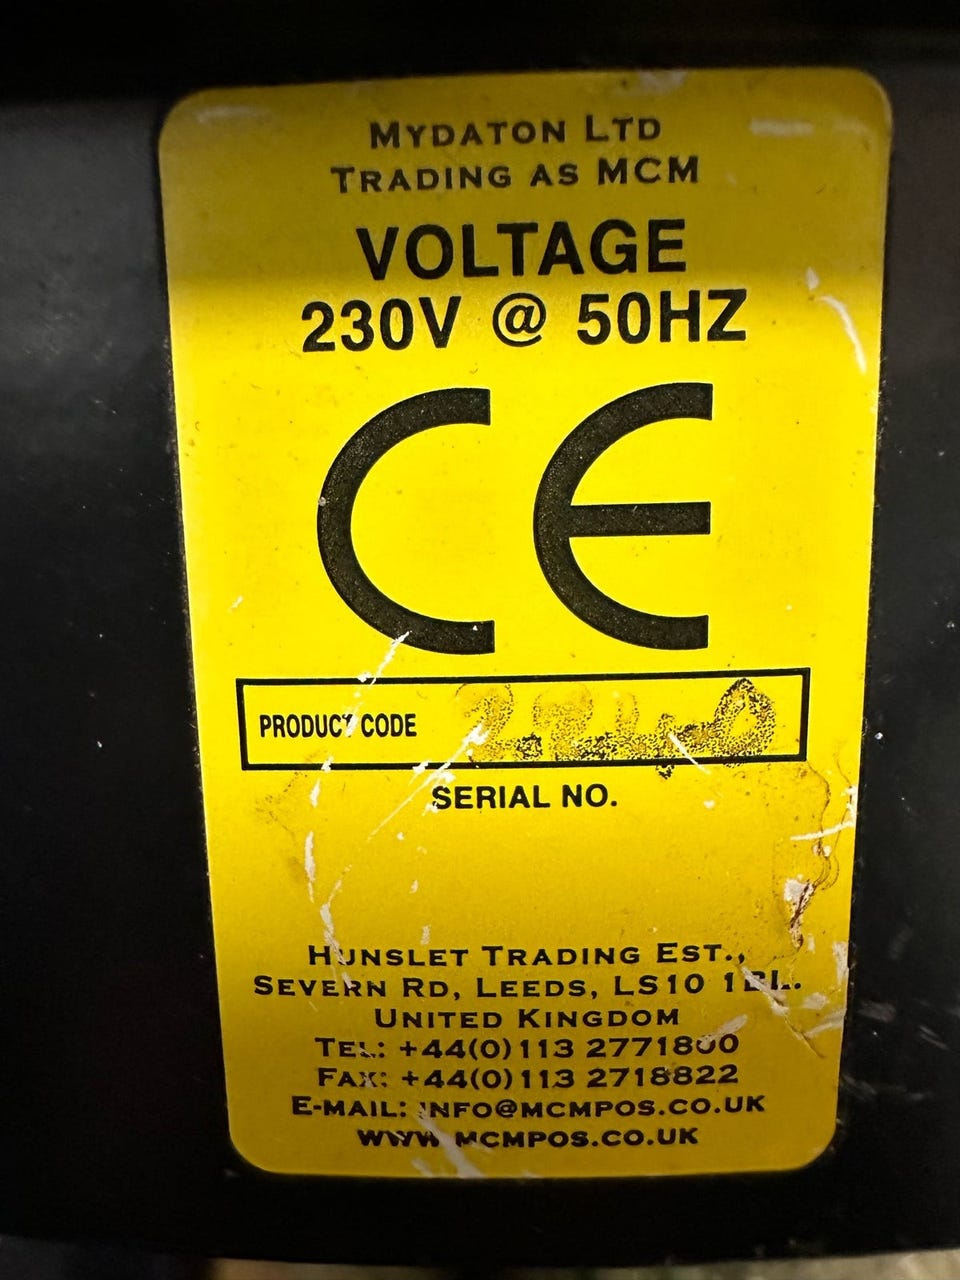 MYDATON LTD
TRADING AS MCM
VOLTAGE
230V @ 50HZ
CE
PRODUCT CODE
SERIAL NO.
HUNSLET TRADING EST.,
SEVERN RD, LEEDS, LS10 1BL.
UNITED KINGDOM
TEL: +44(0)113 2771800
FAX: +44(0)113 2718822
E-MAIL: INFO@MCMPOS.CO.UK
WWW.MCMPOS.CO.UK